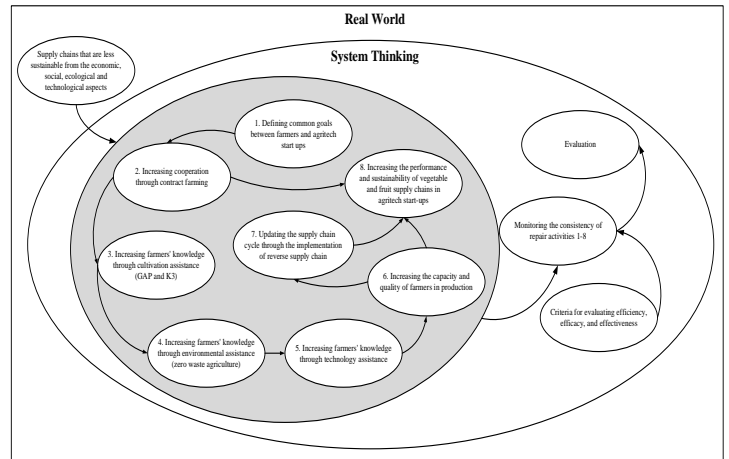 Real World
System Thinking
Supply chains that are less
sustainable from the economic,
social, ecological and
technological aspects
1. Defining common goals
between farmers and agritech
start ups
2. Increasing cooperation
through contract farming
8. Increasing the performance
and sustainability of vegetable
and fruit supply chains in
agritech start-ups
Evaluation
7. Updating the supply chain
cycle through the implementation
of reverse supply chain
Monitoring the consistency of
repair activities 1-8
3. Increasing farmers' knowledge
through cultivation assistance
(GAP and K3)
6. Increasing the capacity and
quality of farmers in production
Criteria for evaluating efficiency,
efficacy, and effectiveness
4. Increasing farmers' knowledge
through environmental assistance
(zero waste agriculture)
5. Increasing farmers' knowledge
through technology assistance